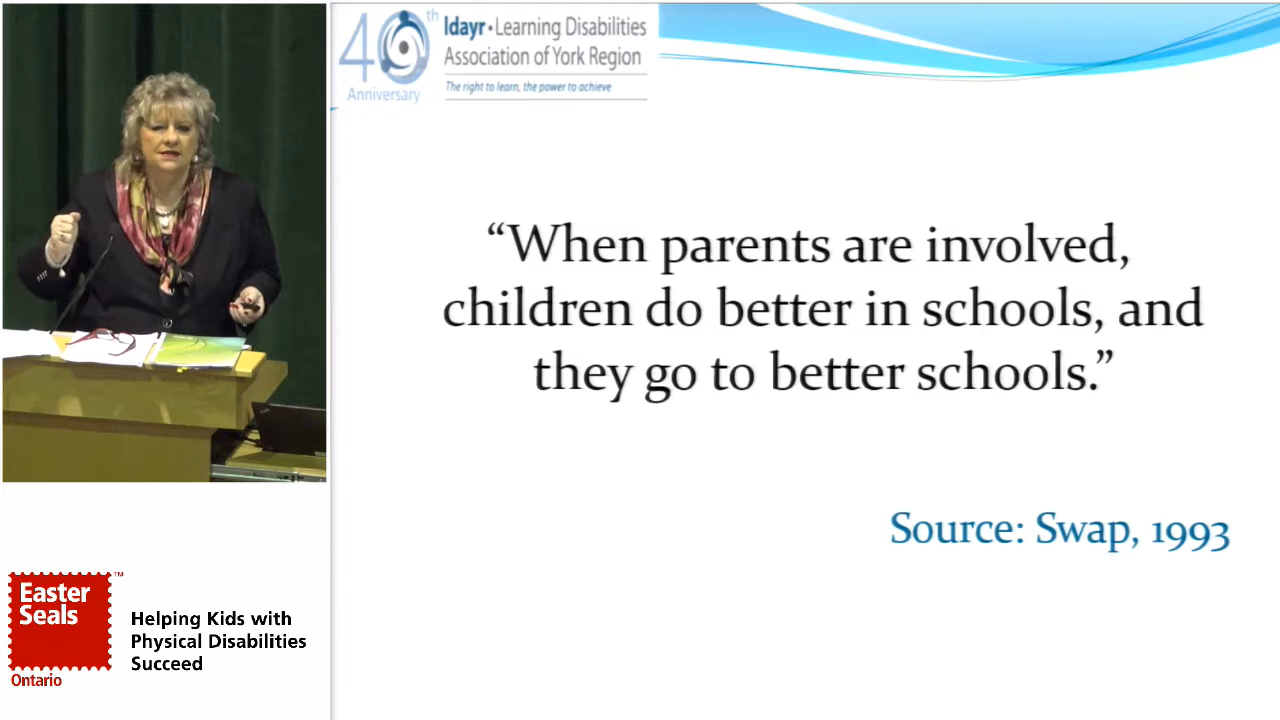 40th
Anniversary
ldayr • Learning Disabilities
Association of York Region
The right to learn, the power to achieve
“When parents are involved,
children do better in schools, and
they go to better schools.”
Source: Swap, 1993
Easter
Seals
TM
Ontario
Helping Kids with
Physical Disabilities
Succeed